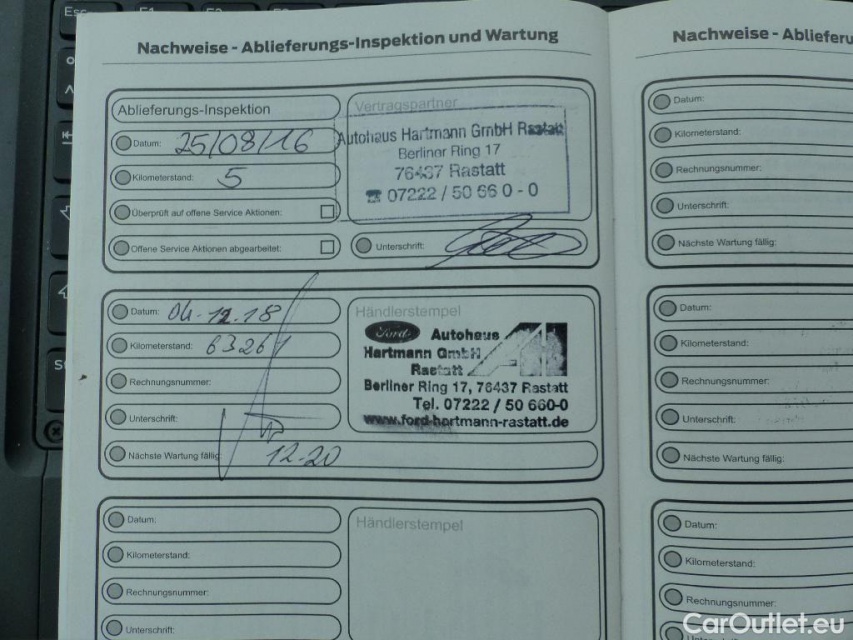 Esc
Nachweise - Ablieferungs-Inspektion und Wartung
Ablieferungs-Inspektion
Datum: 25/08/16
Kilometerstand: 5
Überprüft auf offene Service Aktionen:
Offene Service Aktionen abgearbeitet:
Vertragspartner
Autohaus Hartmann GmbH Rastatt
Berliner Ring 17
76437 Rastatt
☎ 07222 / 50 66 0 - 0
Unterschrift:
Datum: 04.12.18
Kilometerstand: 63261
Rechnungsnummer:
Unterschrift:
Nächste Wartung fällig: 12-20
Händlerstempel
Ford Autohaus
Hartmann GmbH
Rastatt
Berliner Ring 17, 76437 Rastatt
Tel. 07222 / 50 660-0
www.ford-hartmann-rastatt.de
Datum:
Kilometerstand:
Rechnungsnummer:
Unterschrift:
Händlerstempel
Nachweise - Ablieferu
Datum:
Kilometerstand:
Rechnungsnummer:
Unterschrift:
Nächste Wartung fällig:
Datum:
Kilometerstand:
Rechnungsnummer:
Unterschrift:
Nächste Wartung fällig:
Datum:
Kilometerstand:
Rechnungsnummer:
CarOutlet.eu